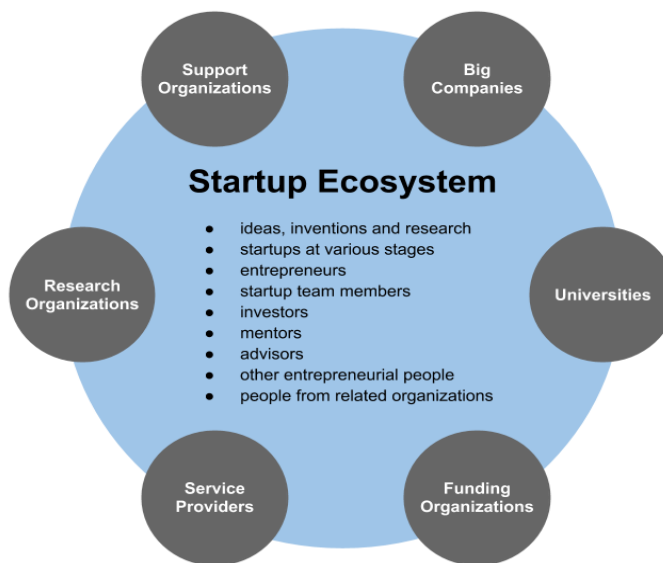 Support
Organizations
Big
Companies
Startup Ecosystem
● ideas, inventions and research
● startups at various stages
● entrepreneurs
● startup team members
● investors
● mentors
● advisors
● other entrepreneurial people
● people from related organizations
Research
Organizations
Universities
Service
Providers
Funding
Organizations